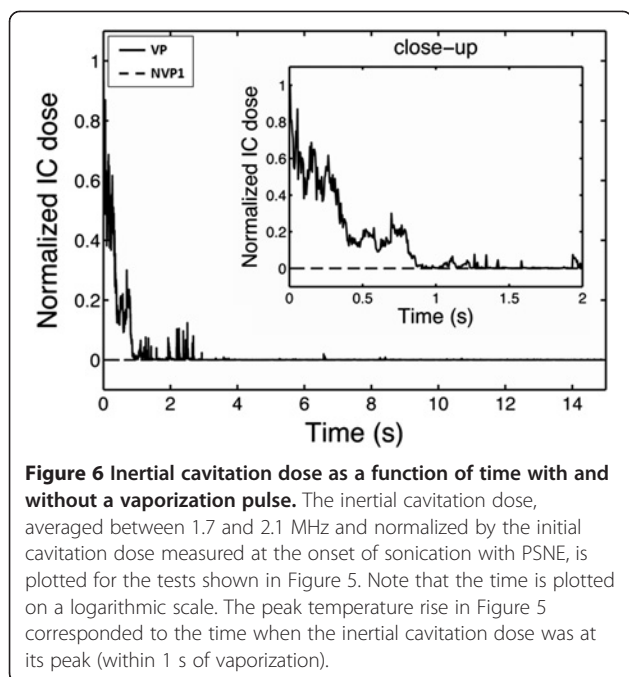 VP
NVP1
Normalized IC dose
1
0.8
0.6
0.4
0.2
0
0 2 4 6 8 10 12 14
Time (s)
close-up
Normalized IC dose
1
0.8
0.6
0.4
0.2
0
0 0.5 1 1.5 2
Time (s)
Figure 6 Inertial cavitation dose as a function of time with and
without a vaporization pulse. The inertial cavitation dose,
averaged between 1.7 and 2.1 MHz and normalized by the initial
cavitation dose measured at the onset of sonication with PSNE, is
plotted for the tests shown in Figure 5. Note that the time is plotted
on a logarithmic scale. The peak temperature rise in Figure 5
corresponded to the time when the inertial cavitation dose was at
its peak (within 1 s of vaporization).